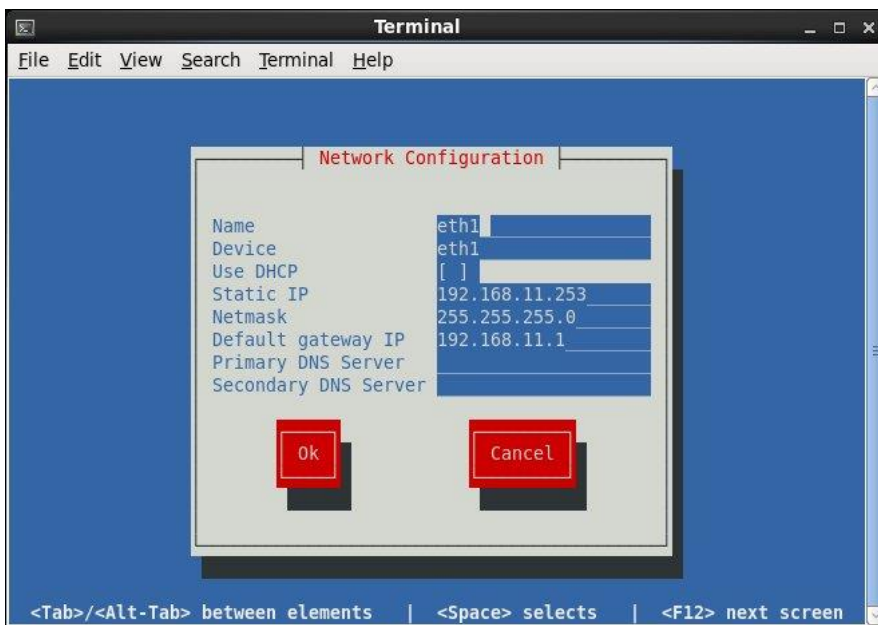 Terminal
File Edit View Search Terminal Help
Network Configuration
Name eth1
Device eth1
Use DHCP [ ]
Static IP 192.168.11.253
Netmask 255.255.255.0
Default gateway IP 192.168.11.1
Primary DNS Server
Secondary DNS Server
Ok Cancel
<Tab>/<Alt-Tab> between elements | <Space> selects | <F12> next screen